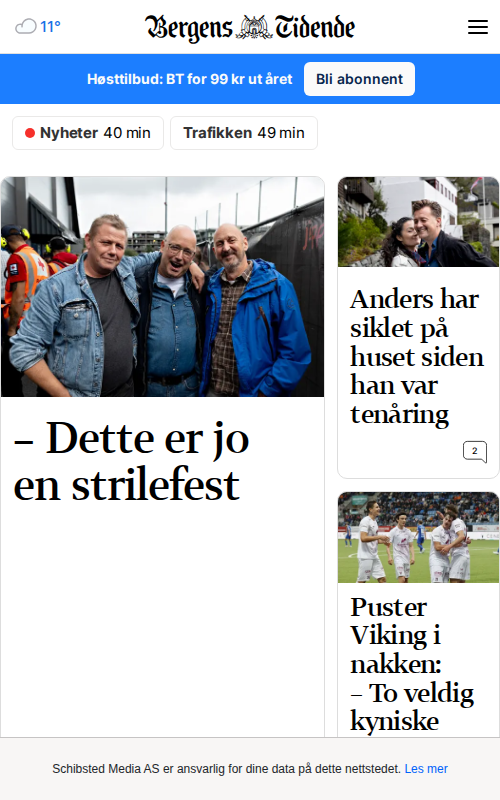 11°
Bergens Tidende
Høsttilbud: BT for 99 kr ut året
Bli abonnent
Nyheter 40 min
Trafikken 49 min
– Dette er jo
en strilefest
Anders har
siklet på
huset siden
han var
tenåring
2
Puster
Viking i
nakken:
– To veldig
kyniske
Schibsted Media AS er ansvarlig for dine data på dette nettstedet. Les mer